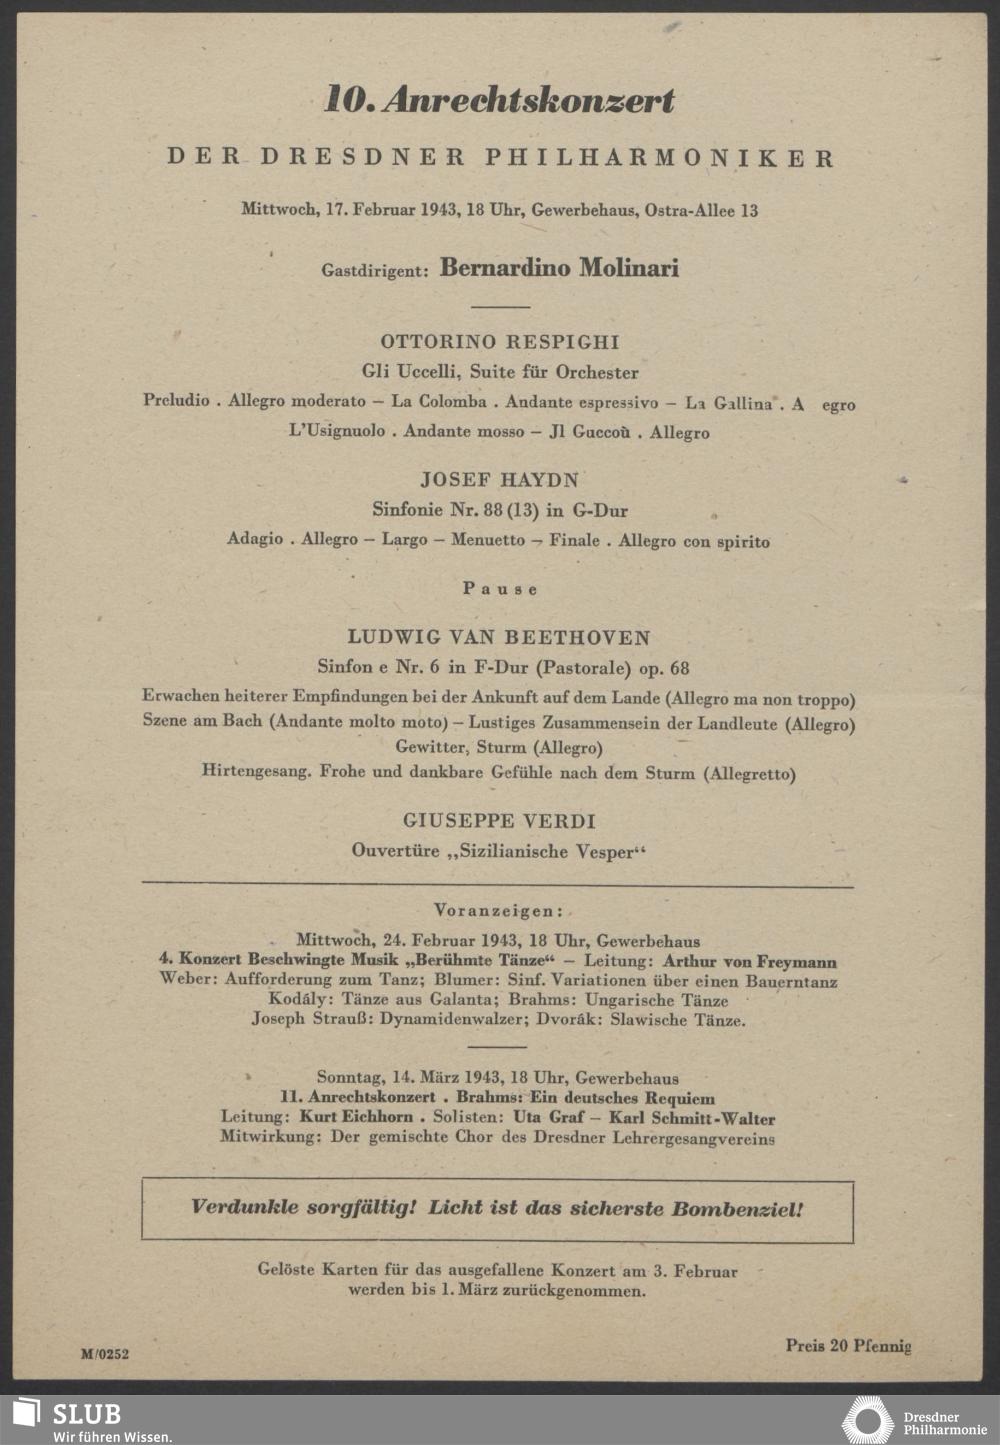 10. Anrechtskonzert
DER DRESDNER PHILHARMONIKER
Mittwoch, 17. Februar 1943, 18 Uhr, Gewerbehaus, Ostra-Allee 13
Gastdirigent: Bernardino Molinari
OTTORINO RESPIGHI
Gli Uccelli, Suite für Orchester
Preludio . Allegro moderato – La Colomba . Andante espressivo – La Gallina . A egro
L'Usignuolo . Andante mosso – Jl Guccoù . Allegro
JOSEF HAYDN
Sinfonie Nr. 88 (13) in G-Dur
Adagio . Allegro – Largo – Menuetto – Finale . Allegro con spirito
Pause
LUDWIG VAN BEETHOVEN
Sinfon e Nr. 6 in F-Dur (Pastorale) op. 68
Erwachen heiterer Empfindungen bei der Ankunft auf dem Lande (Allegro ma non troppo)
Szene am Bach (Andante molto moto) – Lustiges Zusammensein der Landleute (Allegro)
Gewitter, Sturm (Allegro)
Hirtengesang. Frohe und dankbare Gefühle nach dem Sturm (Allegretto)
GIUSEPPE VERDI
Ouvertüre „Sizilianische Vesper“
Voranzeigen:
Mittwoch, 24. Februar 1943, 18 Uhr, Gewerbehaus
4. Konzert Beschwingte Musik „Berühmte Tänze“ – Leitung: Arthur von Freymann
Weber: Aufforderung zum Tanz; Blumer: Sinf. Variationen über einen Bauerntanz
Kodály: Tänze aus Galanta; Brahms: Ungarische Tänze
Joseph Strauß: Dynamidenwalzer; Dvorák: Slawische Tänze.
Sonntag, 14. März 1943, 18 Uhr, Gewerbehaus
11. Anrechtskonzert . Brahms: Ein deutsches Requiem
Leitung: Kurt Eichhorn . Solisten: Uta Graf – Karl Schmitt-Walter
Mitwirkung: Der gemischte Chor des Dresdner Lehrergesangvereins
Verdunkle sorgfältig! Licht ist das sicherste Bombenziel!
Gelöste Karten für das ausgefallene Konzert am 3. Februar
werden bis 1. März zurückgenommen.
M/0252
Preis 20 Pfennig
SLUB
Wir führen Wissen.
Dresdner
Philharmonie